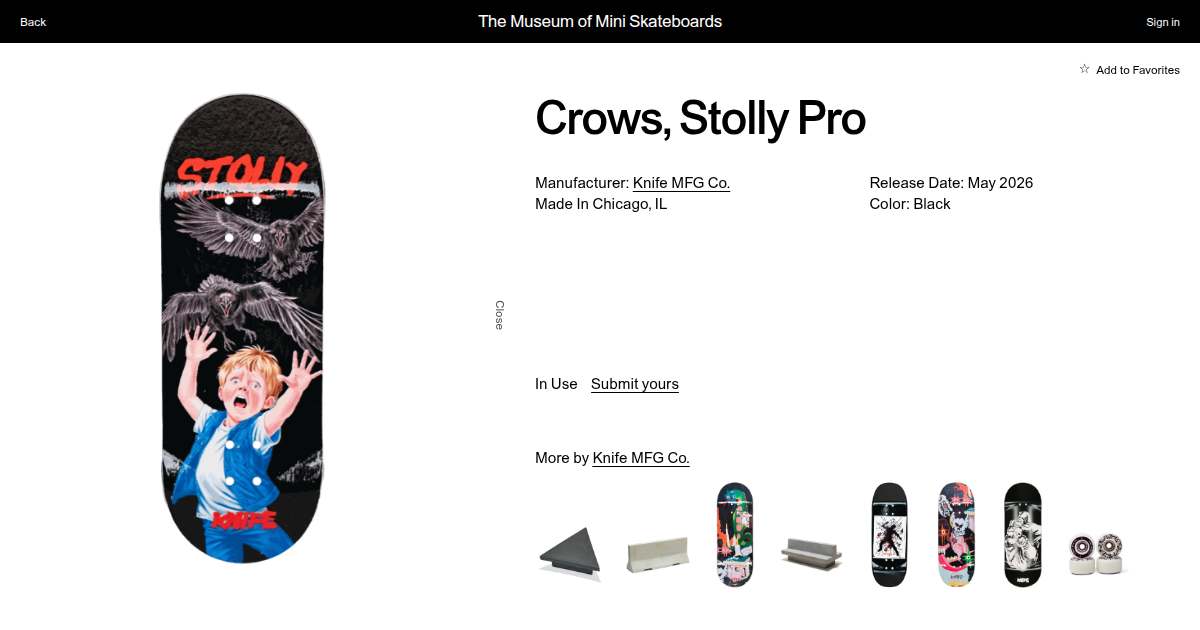 Back
The Museum of Mini Skateboards
Sign in
☆ Add to Favorites
STOLLY
KNIFE
Close
Crows, Stolly Pro
Manufacturer: Knife MFG Co.
Made In Chicago, IL
Release Date: May 2026
Color: Black
In Use Submit yours
More by Knife MFG Co.